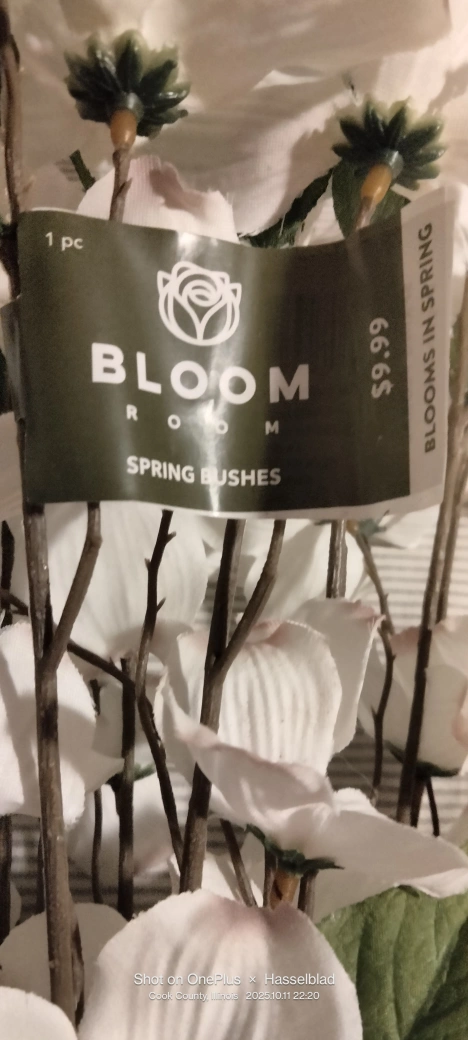 1 pc
BLOOM
ROOM
SPRING BUSHES
$9.99
BLOOMS IN SPRING
Shot on OnePlus × Hasselblad
Cook County, Illinois 2025.10.11 22:20